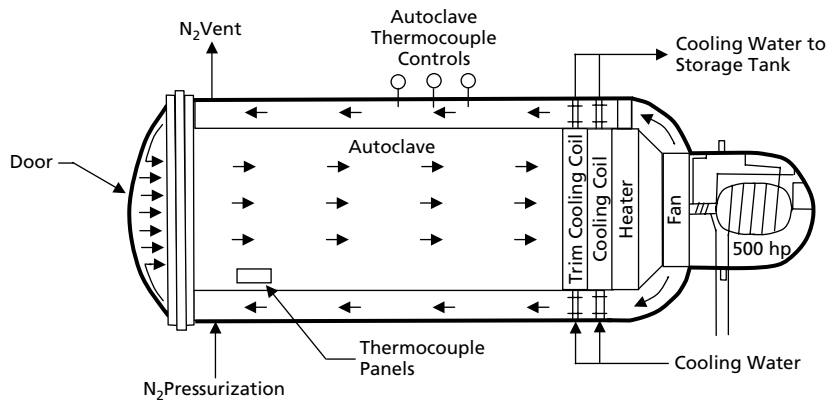 N₂Vent
Autoclave
Thermocouple
Controls
Cooling Water to
Storage Tank
Door
Autoclave
Trim Cooling Coil
Cooling Coil
Heater
Fan
500 hp
Thermocouple
Panels
Cooling Water
N₂Pressurization